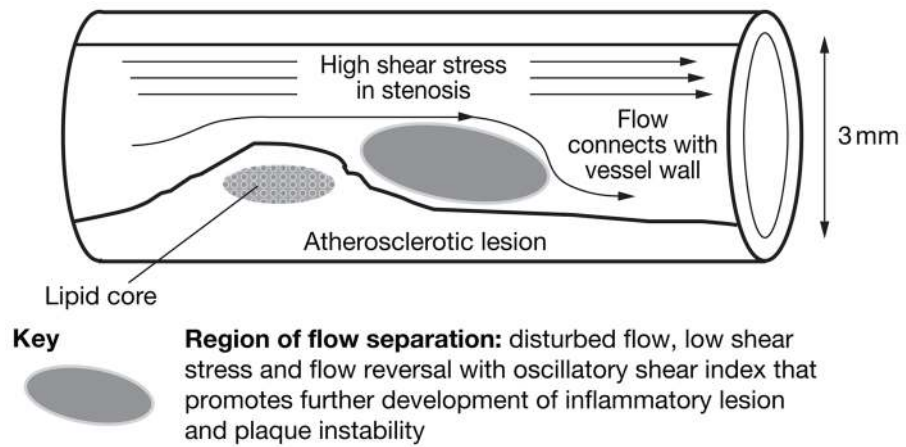 High shear stress
in stenosis
Flow
connects with
vessel wall
3 mm
Atherosclerotic lesion
Lipid core
Key
Region of flow separation: disturbed flow, low shear
stress and flow reversal with oscillatory shear index that
promotes further development of inflammatory lesion
and plaque instability